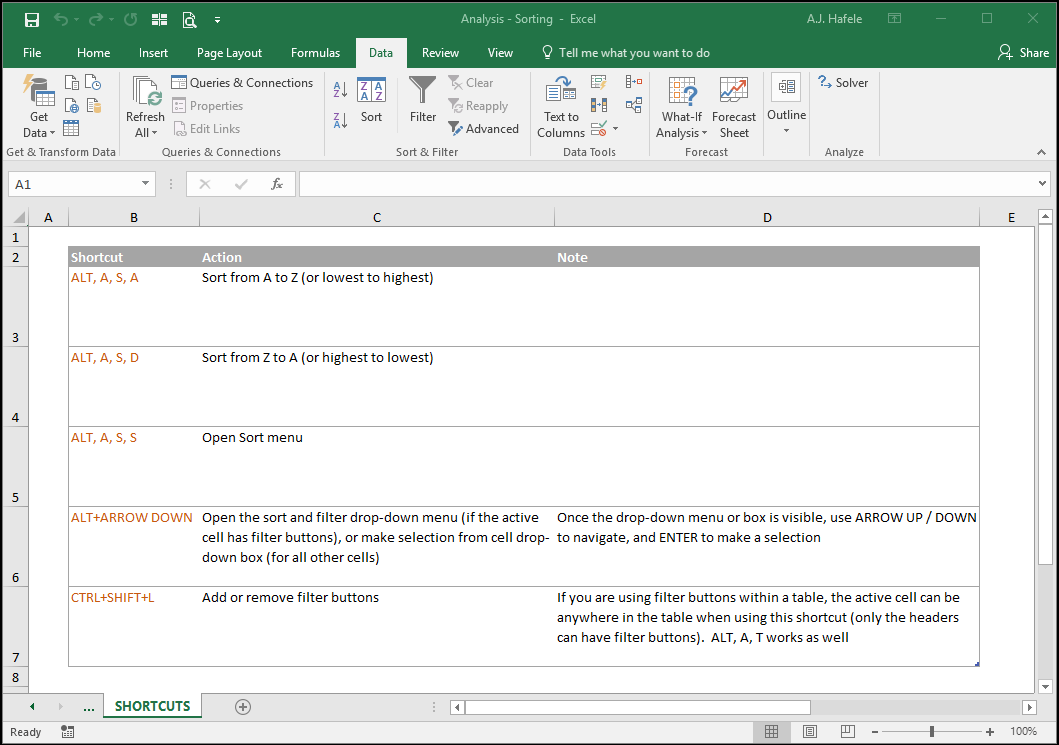 Analysis - Sorting - Excel
A.J. Hafele
File Home Insert Page Layout Formulas Data Review View Tell me what you want to do Share
Get Data
Refresh All
Queries & Connections
Properties
Edit Links
Sort
Filter
Clear
Reapply
Advanced
Text to Columns
What-If Analysis
Forecast Sheet
Outline
Solver
Get & Transform Data Queries & Connections Sort & Filter Data Tools Forecast Analyze
A1 fx
A B C D E
1
2 Shortcut Action Note
3 ALT, A, S, A Sort from A to Z (or lowest to highest)
4 ALT, A, S, D Sort from Z to A (or highest to lowest)
5 ALT, A, S, S Open Sort menu
6 ALT+ARROW DOWN Open the sort and filter drop-down menu (if the active
cell has filter buttons), or make selection from cell drop-
down box (for all other cells)
Once the drop-down menu or box is visible, use ARROW UP / DOWN
to navigate, and ENTER to make a selection
7 CTRL+SHIFT+L Add or remove filter buttons
If you are using filter buttons within a table, the active cell can be
anywhere in the table when using this shortcut (only the headers
can have filter buttons). ALT, A, T works as well
8
... SHORTCUTS
Ready 100%